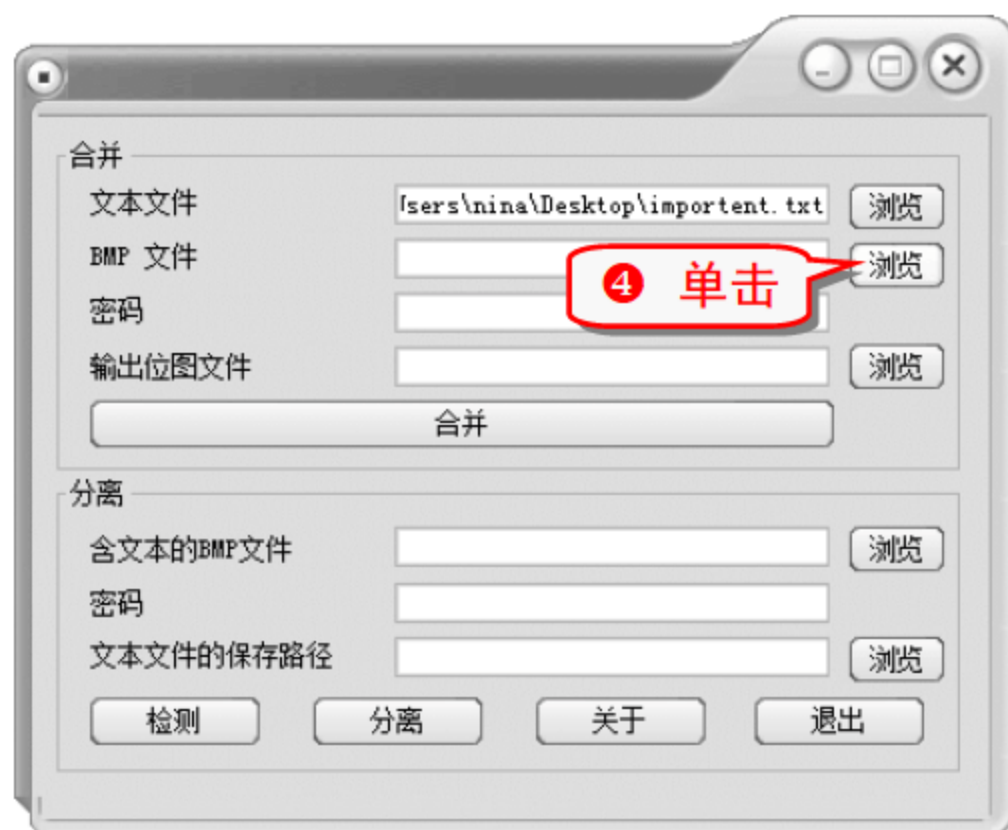 合并
文本文件 Users\nina\Desktop\importent.txt 浏览
BMP 文件 浏览
❹ 单击
密码
输出位图文件 浏览
合并
分离
含文本的BMP文件 浏览
密码
文本文件的保存路径 浏览
检测 分离 关于 退出